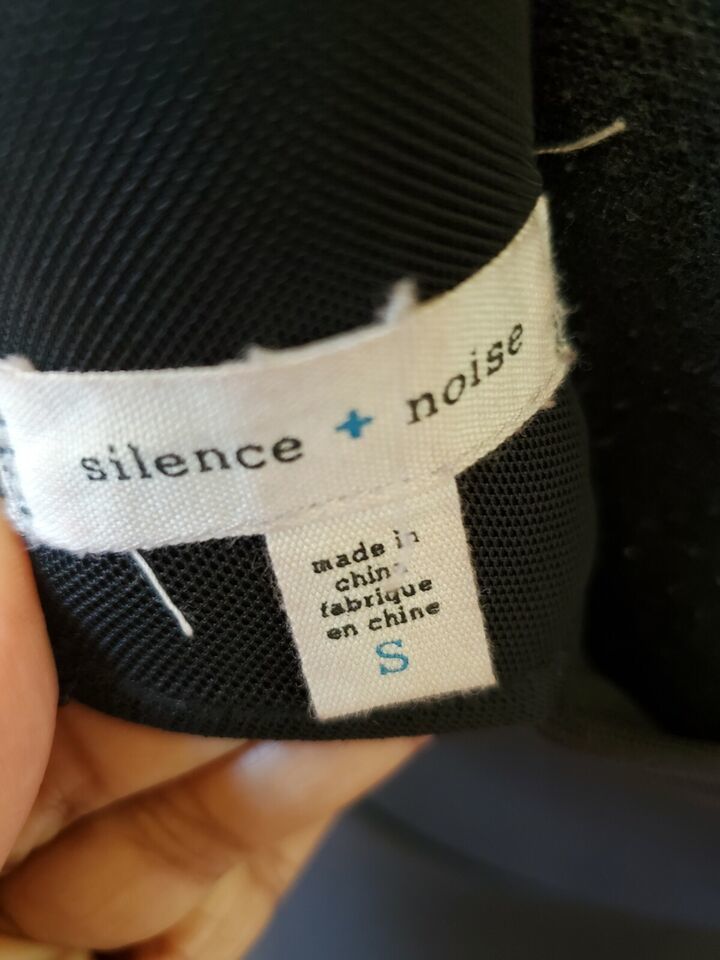 silence + noise
made in
china
fabrique
en chine
S